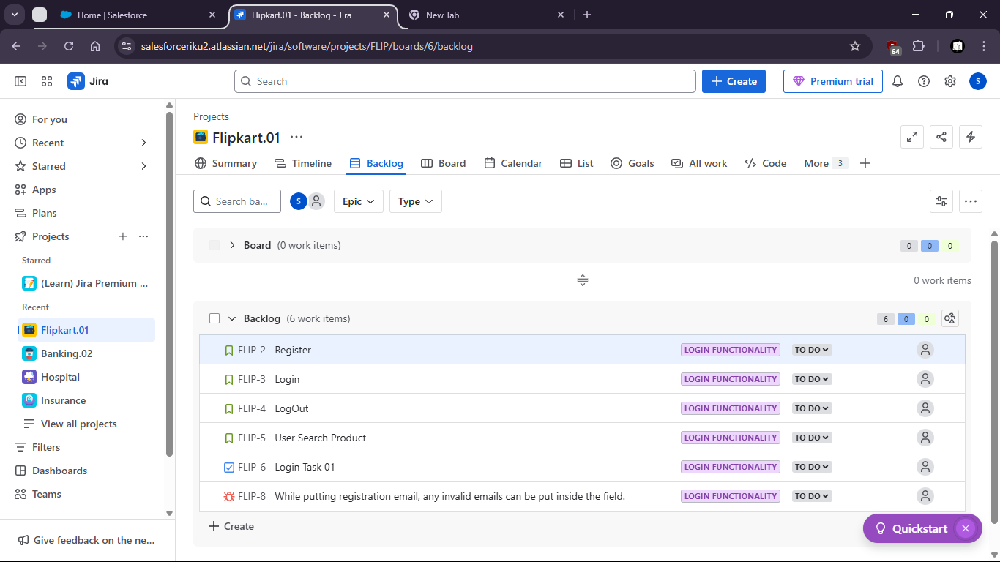 Home | Salesforce
Flipkart.01 - Backlog - Jira
New Tab
salesforceriku2.atlassian.net/jira/software/projects/FLIP/boards/6/backlog
64
Jira
Search
Create
Premium trial
S
For you
Recent
Starred
Apps
Plans
Projects
Starred
(Learn) Jira Premium ...
Recent
Flipkart.01
Banking.02
Hospital
Insurance
View all projects
Filters
Dashboards
Teams
Give feedback on the ne...
Projects
Flipkart.01
Summary Timeline Backlog Board Calendar List Goals All work Code More 3
Search ba... S Epic Type
Board (0 work items) 0 0 0
0 work items
Backlog (6 work items) 6 0 0
FLIP-2 Register LOGIN FUNCTIONALITY TO DO
FLIP-3 Login LOGIN FUNCTIONALITY TO DO
FLIP-4 LogOut LOGIN FUNCTIONALITY TO DO
FLIP-5 User Search Product LOGIN FUNCTIONALITY TO DO
FLIP-6 Login Task 01 LOGIN FUNCTIONALITY TO DO
FLIP-8 While putting registration email, any invalid emails can be put inside the field. LOGIN FUNCTIONALITY TO DO
Create
Quickstart